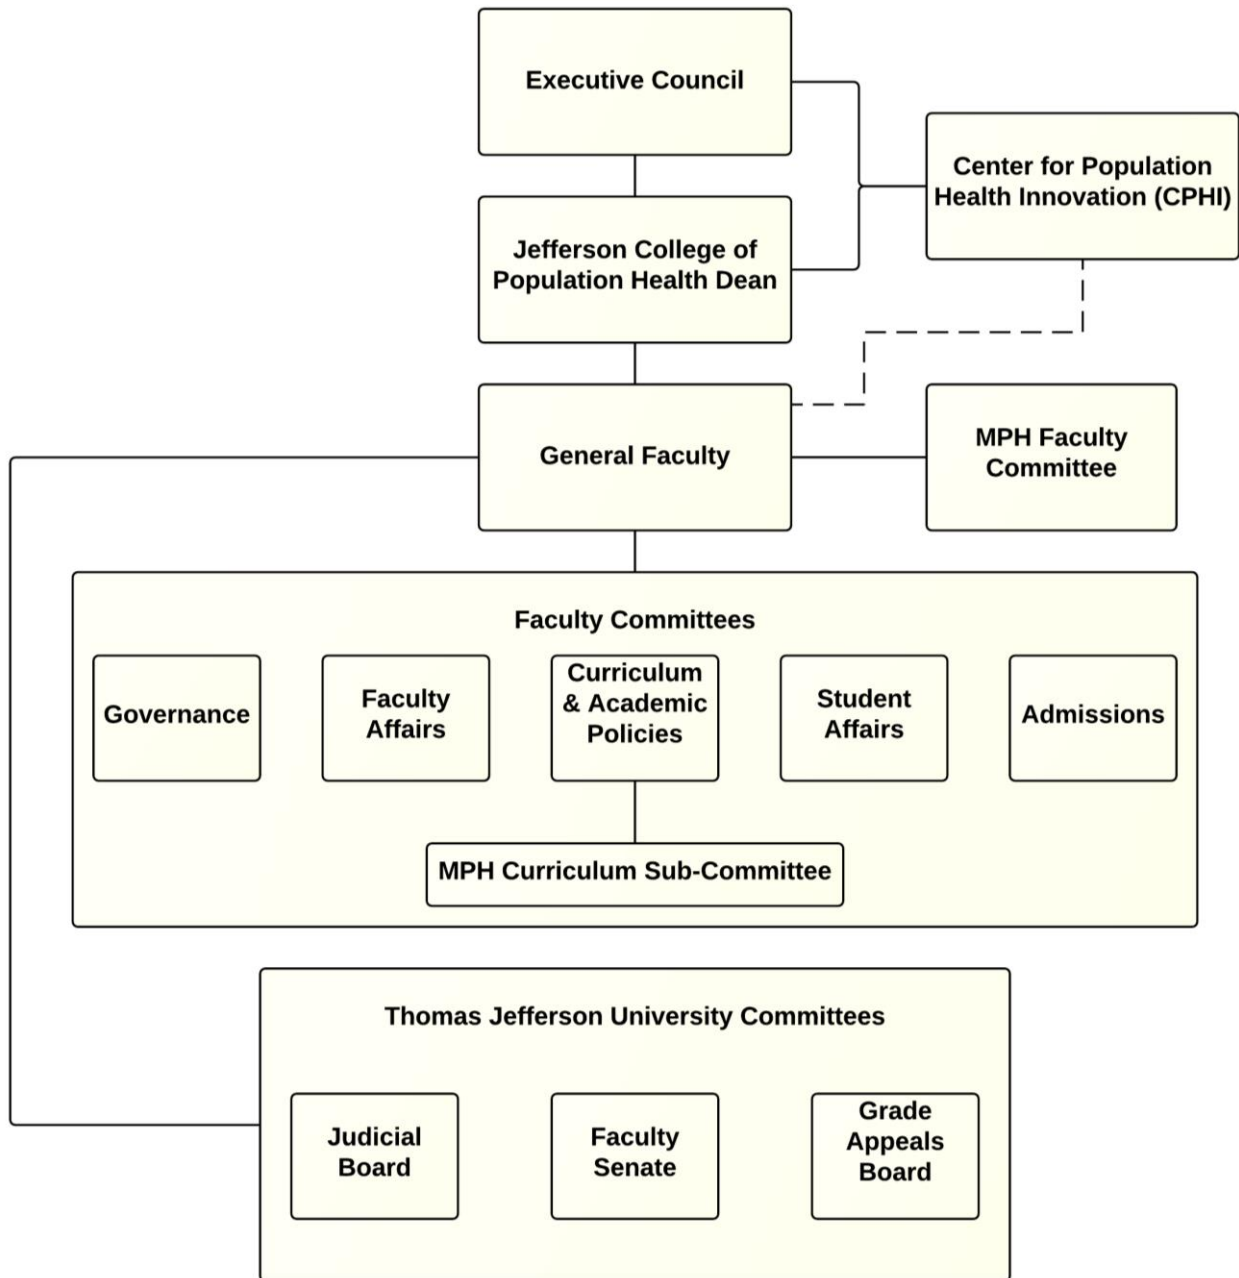 Executive Council
Center for Population
Health Innovation (CPHI)
Jefferson College of
Population Health Dean
General Faculty
MPH Faculty
Committee
Faculty Committees
Governance
Faculty
Affairs
Curriculum
& Academic
Policies
Student
Affairs
Admissions
MPH Curriculum Sub-Committee
Thomas Jefferson University Committees
Judicial
Board
Faculty
Senate
Grade
Appeals
Board